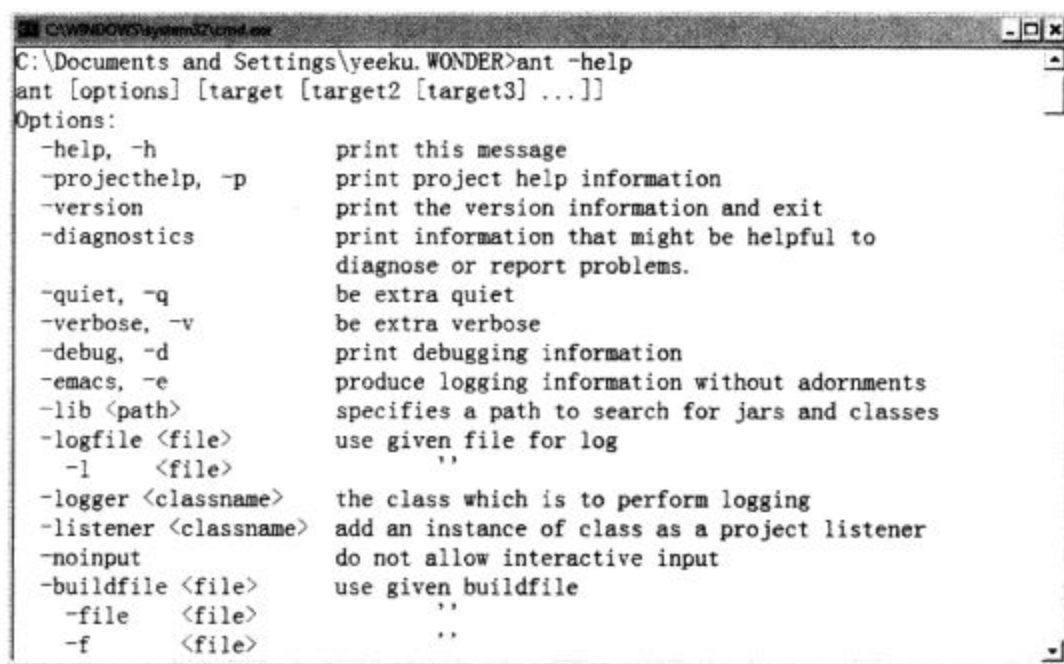 C:\WINDOWS\system32\cmd.exe
C:\Documents and Settings\yeeku.WONDER>ant -help
ant [options] [target [target2 [target3] ...]]
Options:
  -help, -h              print this message
  -projecthelp, -p       print project help information
  -version               print the version information and exit
  -diagnostics           print information that might be helpful to
                         diagnose or report problems.
  -quiet, -q             be extra quiet
  -verbose, -v           be extra verbose
  -debug, -d             print debugging information
  -emacs, -e             produce logging information without adornments
  -lib <path>            specifies a path to search for jars and classes
  -logfile <file>        use given file for log
    -l     <file>                ''
  -logger <classname>    the class which is to perform logging
  -listener <classname>  add an instance of class as a project listener
  -noinput               do not allow interactive input
  -buildfile <file>      use given buildfile
    -file    <file>              ''
    -f       <file>              ''